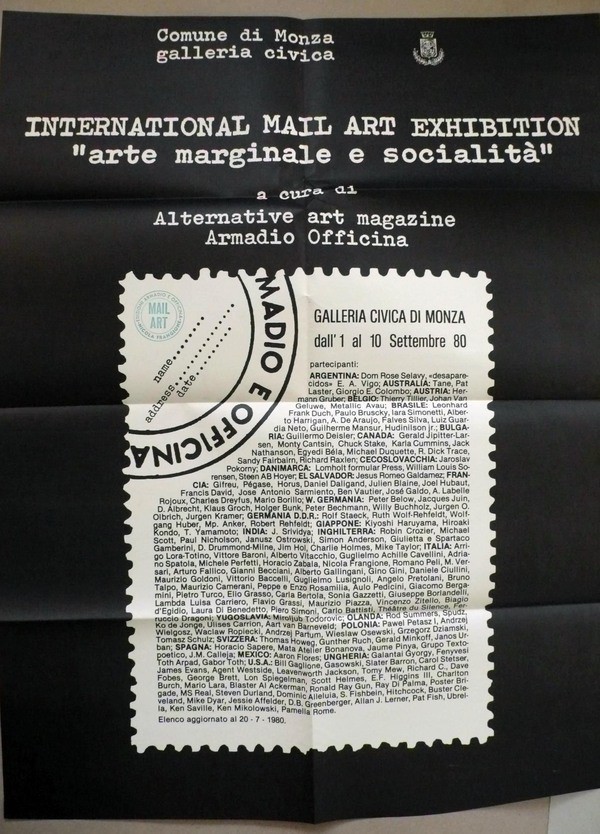 Comune di Monza
galleria civica
INTERNATIONAL MAIL ART EXHIBITION
"arte marginale e socialità"
a cura di
Alternative art magazine
Armadio Officina
MAIL
ART
name........
address...........
date........
MADIO E OFFICINA
GALLERIA CIVICA DI MONZA
dall'1 al 10 Settembre 80
partecipanti:
ARGENTINA: Dom Rose Selavy, «desapare-
cidos» E. A. Vigo; AUSTRALIA: Tane, Pat
Laster, Giorgio E. Colombo; AUSTRIA: Her-
mann Gruber; BELGIO: Thierry Tillier, Johan Van
Geluwe, Metallic Avau; BRASILE: Leonhard
Frank Duch, Paulo Bruscky, Iara Simonetti, Alber-
to Harrigan, A. De Araujo, Falves Silva, Luiz Guar-
dia Neto, Guilherme Mansur, Hudinilson jr.; BULGA-
RIA: Guillermo Deisler; CANADA: Gerald Jipitter-Lar-
sen, Monty Cantsin, Chuck Stake, Karla Cummins, Jack
Nathanson, Egyedi Béla, Michael Duquette, R. Dick Trace,
Sandy Fairbairn, Richard Raxlen; CECOSLOVACCHIA: Jaroslav
Pokorny; DANIMARCA: Lomholt formular Press, William Louis So-
rensen, Steen AB Hoyer; EL SALVADOR: Jesus Romeo Galdamez; FRAN-
CIA: Gifreu, Pégase, Horus, Daniel Daligand, Julien Blaine, Joel Hubaut,
Francis David, Jose Antonio Sarmiento, Ben Vautier, José Galdo, A. Labelle
Rojoux, Charles Dreyfus, Mario Borillo; W. GERMANIA: Peter Below, Jacques Juin,
D. Albrecht, Klaus Groch, Holger Bunk, Peter Bechmann, Willy Buchholz, Jurgen O.
Olbrich, Jurgen Kramer; GERMANIA D.D.R.: Rolf Staeck, Ruth Wolf-Rehfeldt, Wolf-
gang Huber, Mp. Anker, Robert Rehfeldt; GIAPPONE: Kiyoshi Haruyama, Hiroaki
Kondo, T. Yamamoto; INDIA: J. Srividya; INGHILTERRA: Robin Crozier, Michael
Scott, Paul Nicholson, Janusz Ostrowski, Simon Anderson, Giulietta e Spartaco
Gamberini, D. Drummond-Milne, Jim Hol, Charlie Holmes, Mike Taylor; ITALIA: Arri-
go Lora-Totino, Vittore Baroni, Alberto Vitacchio, Guglielmo Achille Cavellini, Adria-
no Spatola, Michele Perfetti, Horacio Zabala, Nicola Frangione, Romano Peli, M. Ver-
sari, Arturo Fallico, Gianni Becciani, Alberto Gallingani, Gino Gini, Daniele Ciullini,
Maurizio Goldoni, Vittorio Baccelli, Guglielmo Lusignoli, Angelo Pretolani, Bruno
Talpo, Maurizio Camerani, Peppe e Enzo Rosamilia, Aulo Pedicini, Giacomo Berga-
mini, Pietro Turco, Elio Grasso, Carla Bertola, Sonia Gazzetti, Giuseppe Borlandelli,
Lambda Luisa Carriero, Flavio Grassi, Maurizio Piazza, Vincenzo Zitello, Biagio
d'Egidio, Laura Di Benedetto, Piero Simoni, Carlo Battisti, Théâtre du Silence, Fer-
ruccio Dragoni; YUGOSLAVIA: Miroljub Todorovic; OLANDA: Rod Summers, Spudz,
Ko de Jonge, Ulises Carrion, Aart van Barneveld; POLONIA: Pawel Petasz I, Andrzej
Wielgosz, Waclaw Ropiecki, Andrzej Partum, Wieslaw Osewski, Grzegorz Dziamski,
Tomasz Schulz; SVIZZERA: Thomas Howeg, Gunther Ruch, Gerald Minkoff, Janos Ur-
ban; SPAGNA: Horacio Sapere, Mata Atelier Bonanova, Jaume Pinya, Grupo Texto-
poetico, J.M. Calleja; MEXICO: Aaron Flores; UNGHERIA: Galantai Gyorgy, Fenyvesi
Toth Arpad, Gabor Toth; U.S.A.: Bill Gaglione, Gasowski, Slater Barron, Carol Stetser,
James Evans, Agent Westside, Leavenworth Jackson, Tomy Mew, Richard C., Dave
Fobes, George Brett, Lon Spiegelman, Scott Helmes, E.F. Higgins III, Charlton
Burch, Mario Lara, Blaster Al Ackerman, Ronald Ray Gun, Ray Di Palma, Poster Bri-
gade, MS Real, Steven Durland, Dominic Alleluia, S. Fishbein, Hitchcock, Buster Cle-
veland, Mike Dyar, Jessie Affelder, D.B. Greenberger, Allan J. Lerner, Pat Fish, Ubrel-
la, Ken Saville, Ken Mikolowski, Pamella Rome.
Elenco aggiornato al 20 - 7 - 1980.